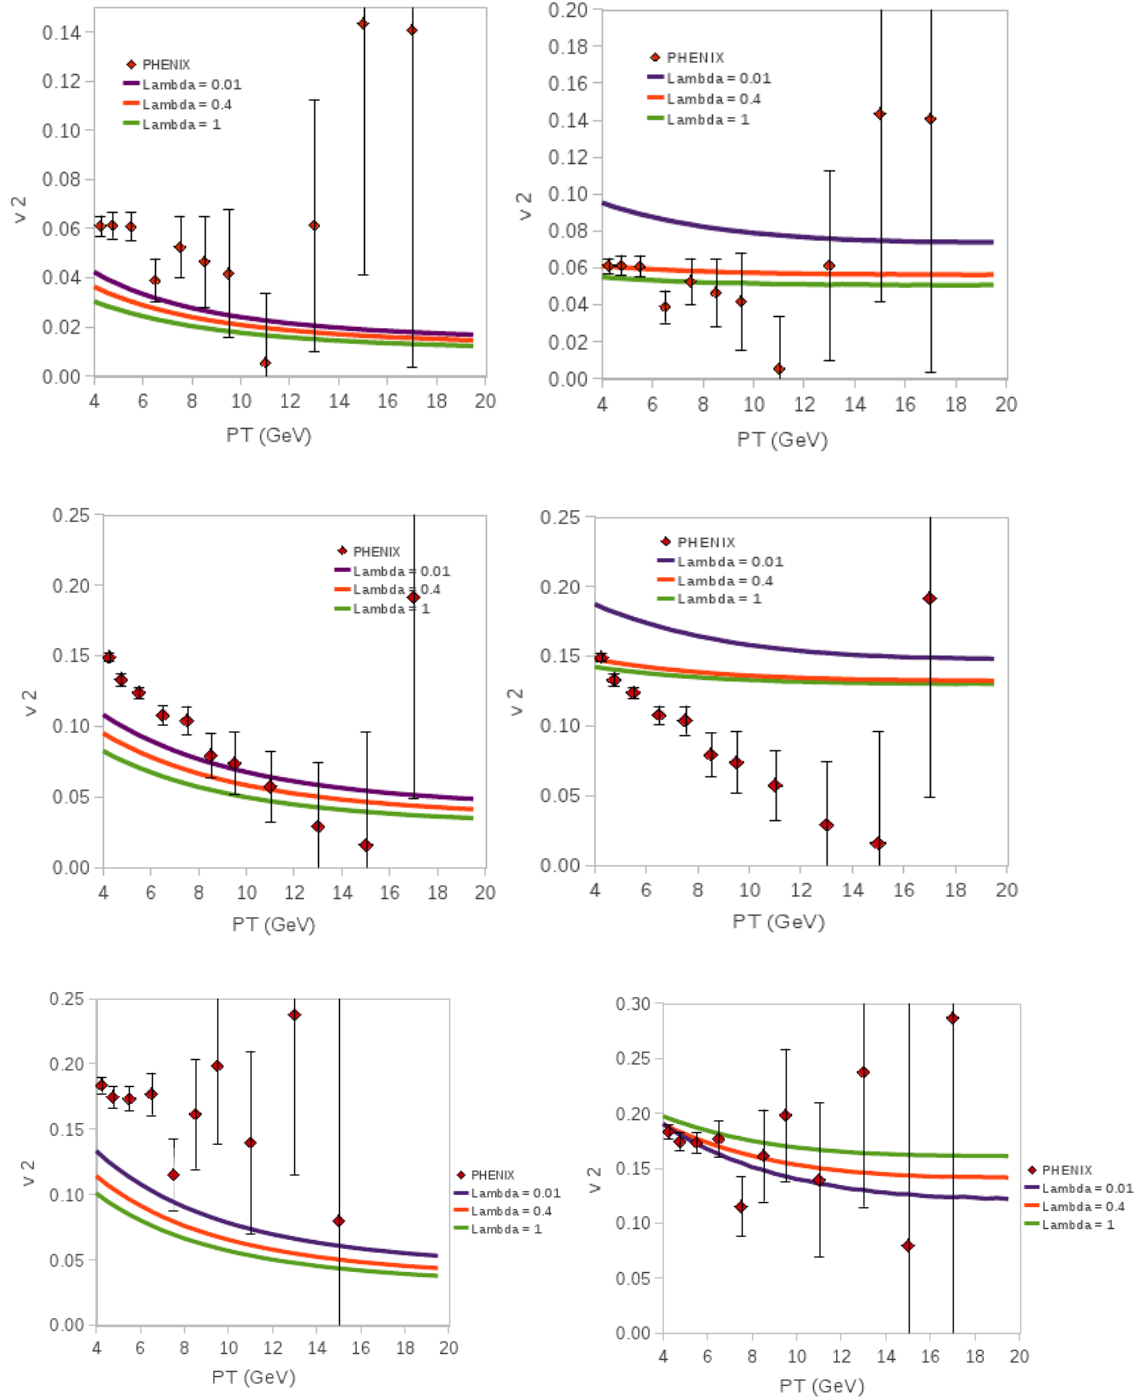 0.14
0.12
0.10
0.08
0.06
0.04
0.02
0.00
v 2
PHENIX
Lambda = 0.01
Lambda = 0.4
Lambda = 1
4 6 8 10 12 14 16 18 20
PT (GeV)
0.20
0.18
0.16
0.14
0.12
0.10
0.08
0.06
0.04
0.02
0.00
v 2
PHENIX
Lambda = 0.01
Lambda = 0.4
Lambda = 1
4 6 8 10 12 14 16 18 20
PT (GeV)
0.25
0.20
0.15
0.10
0.05
0.00
v 2
PHENIX
Lambda = 0.01
Lambda = 0.4
Lambda = 1
4 6 8 10 12 14 16 18 20
PT (GeV)
0.25
0.20
0.15
0.10
0.05
0.00
v 2
PHENIX
Lambda = 0.01
Lambda = 0.4
Lambda = 1
4 6 8 10 12 14 16 18 20
PT (GeV)
0.25
0.20
0.15
0.10
0.05
0.00
v 2
PHENIX
Lambda = 0.01
Lambda = 0.4
Lambda = 1
4 6 8 10 12 14 16 18 20
PT (GeV)
0.30
0.25
0.20
0.15
0.10
0.05
0.00
v 2
PHENIX
Lambda = 0.01
Lambda = 0.4
Lambda = 1
4 6 8 10 12 14 16 18 20
PT (GeV)